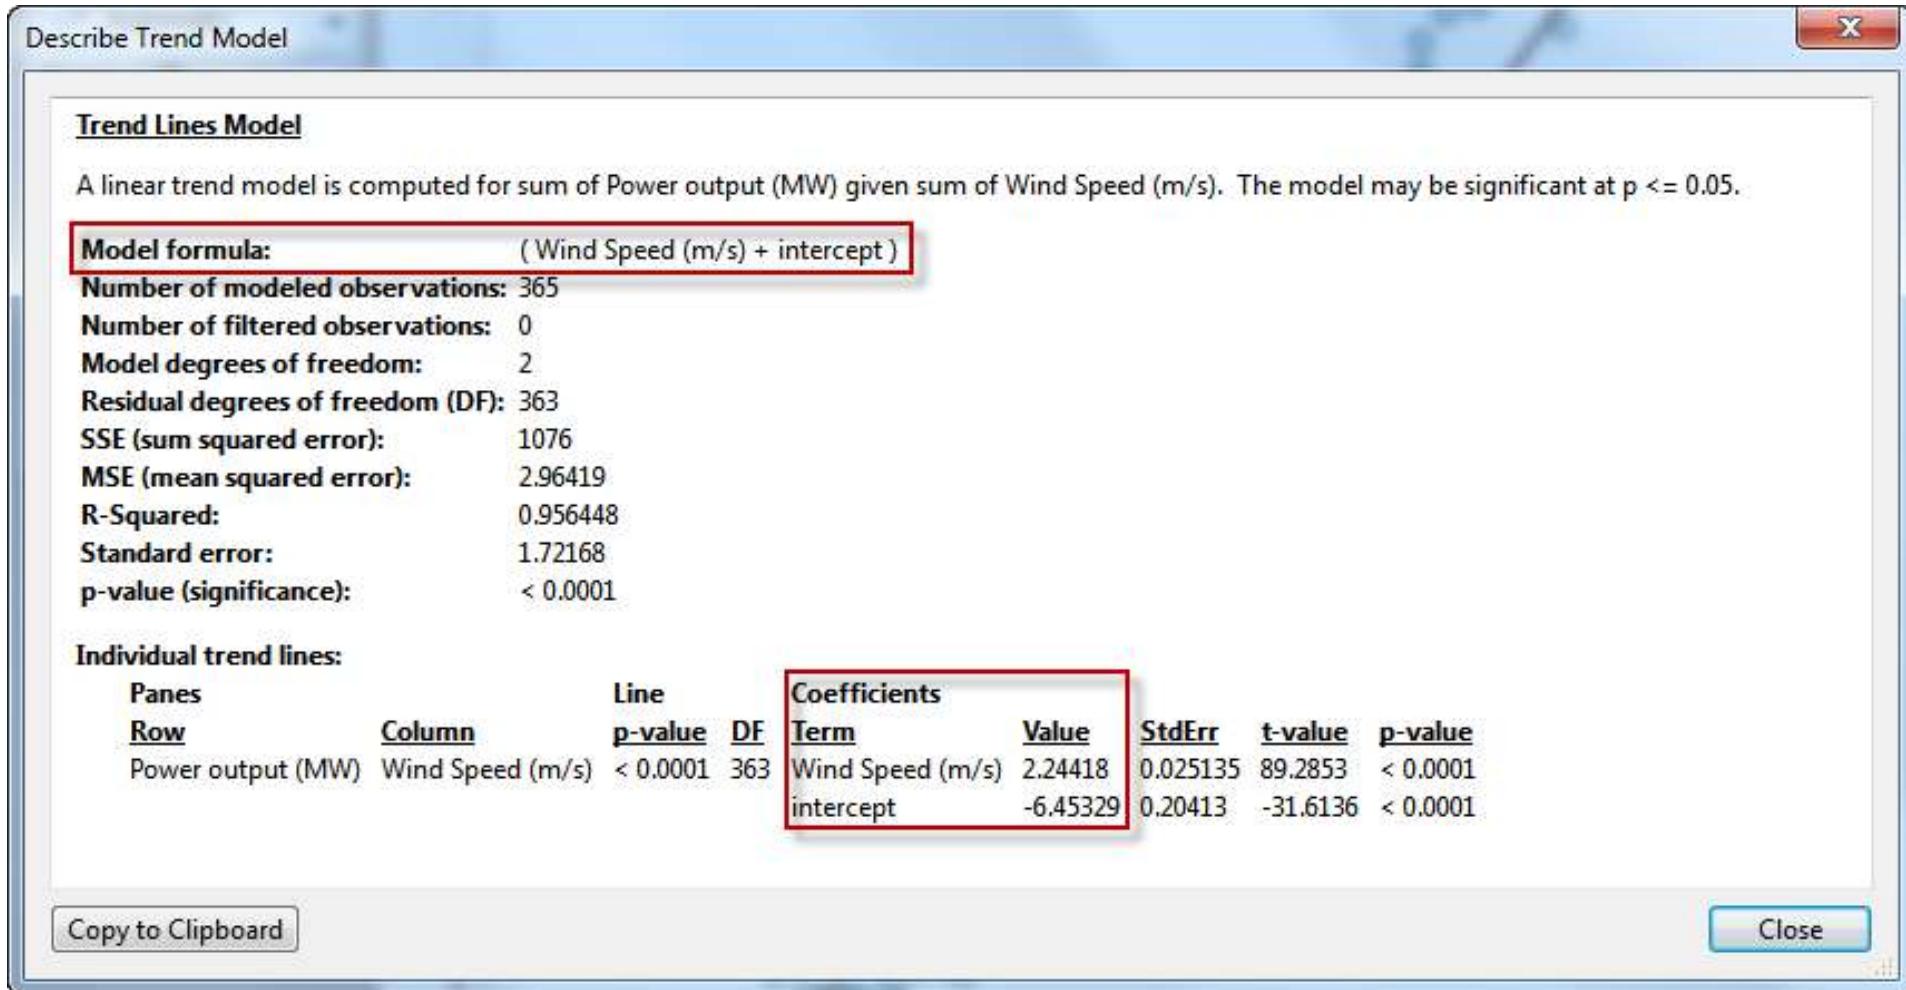 Describe Trend Model
X
Trend Lines Model
A linear trend model is computed for sum of Power output (MW) given sum of Wind Speed (m/s).  The model may be significant at p <= 0.05.
Model formula: ( Wind Speed (m/s) + intercept )
Number of modeled observations: 365
Number of filtered observations: 0
Model degrees of freedom: 2
Residual degrees of freedom (DF): 363
SSE (sum squared error): 1076
MSE (mean squared error): 2.96419
R-Squared: 0.956448
Standard error: 1.72168
p-value (significance): < 0.0001
Individual trend lines:
Panes Line Coefficients
Row Column p-value DF Term Value StdErr t-value p-value
Power output (MW) Wind Speed (m/s) < 0.0001 363 Wind Speed (m/s) 2.24418 0.025135 89.2853 < 0.0001
intercept -6.45329 0.20413 -31.6136 < 0.0001
Copy to Clipboard Close